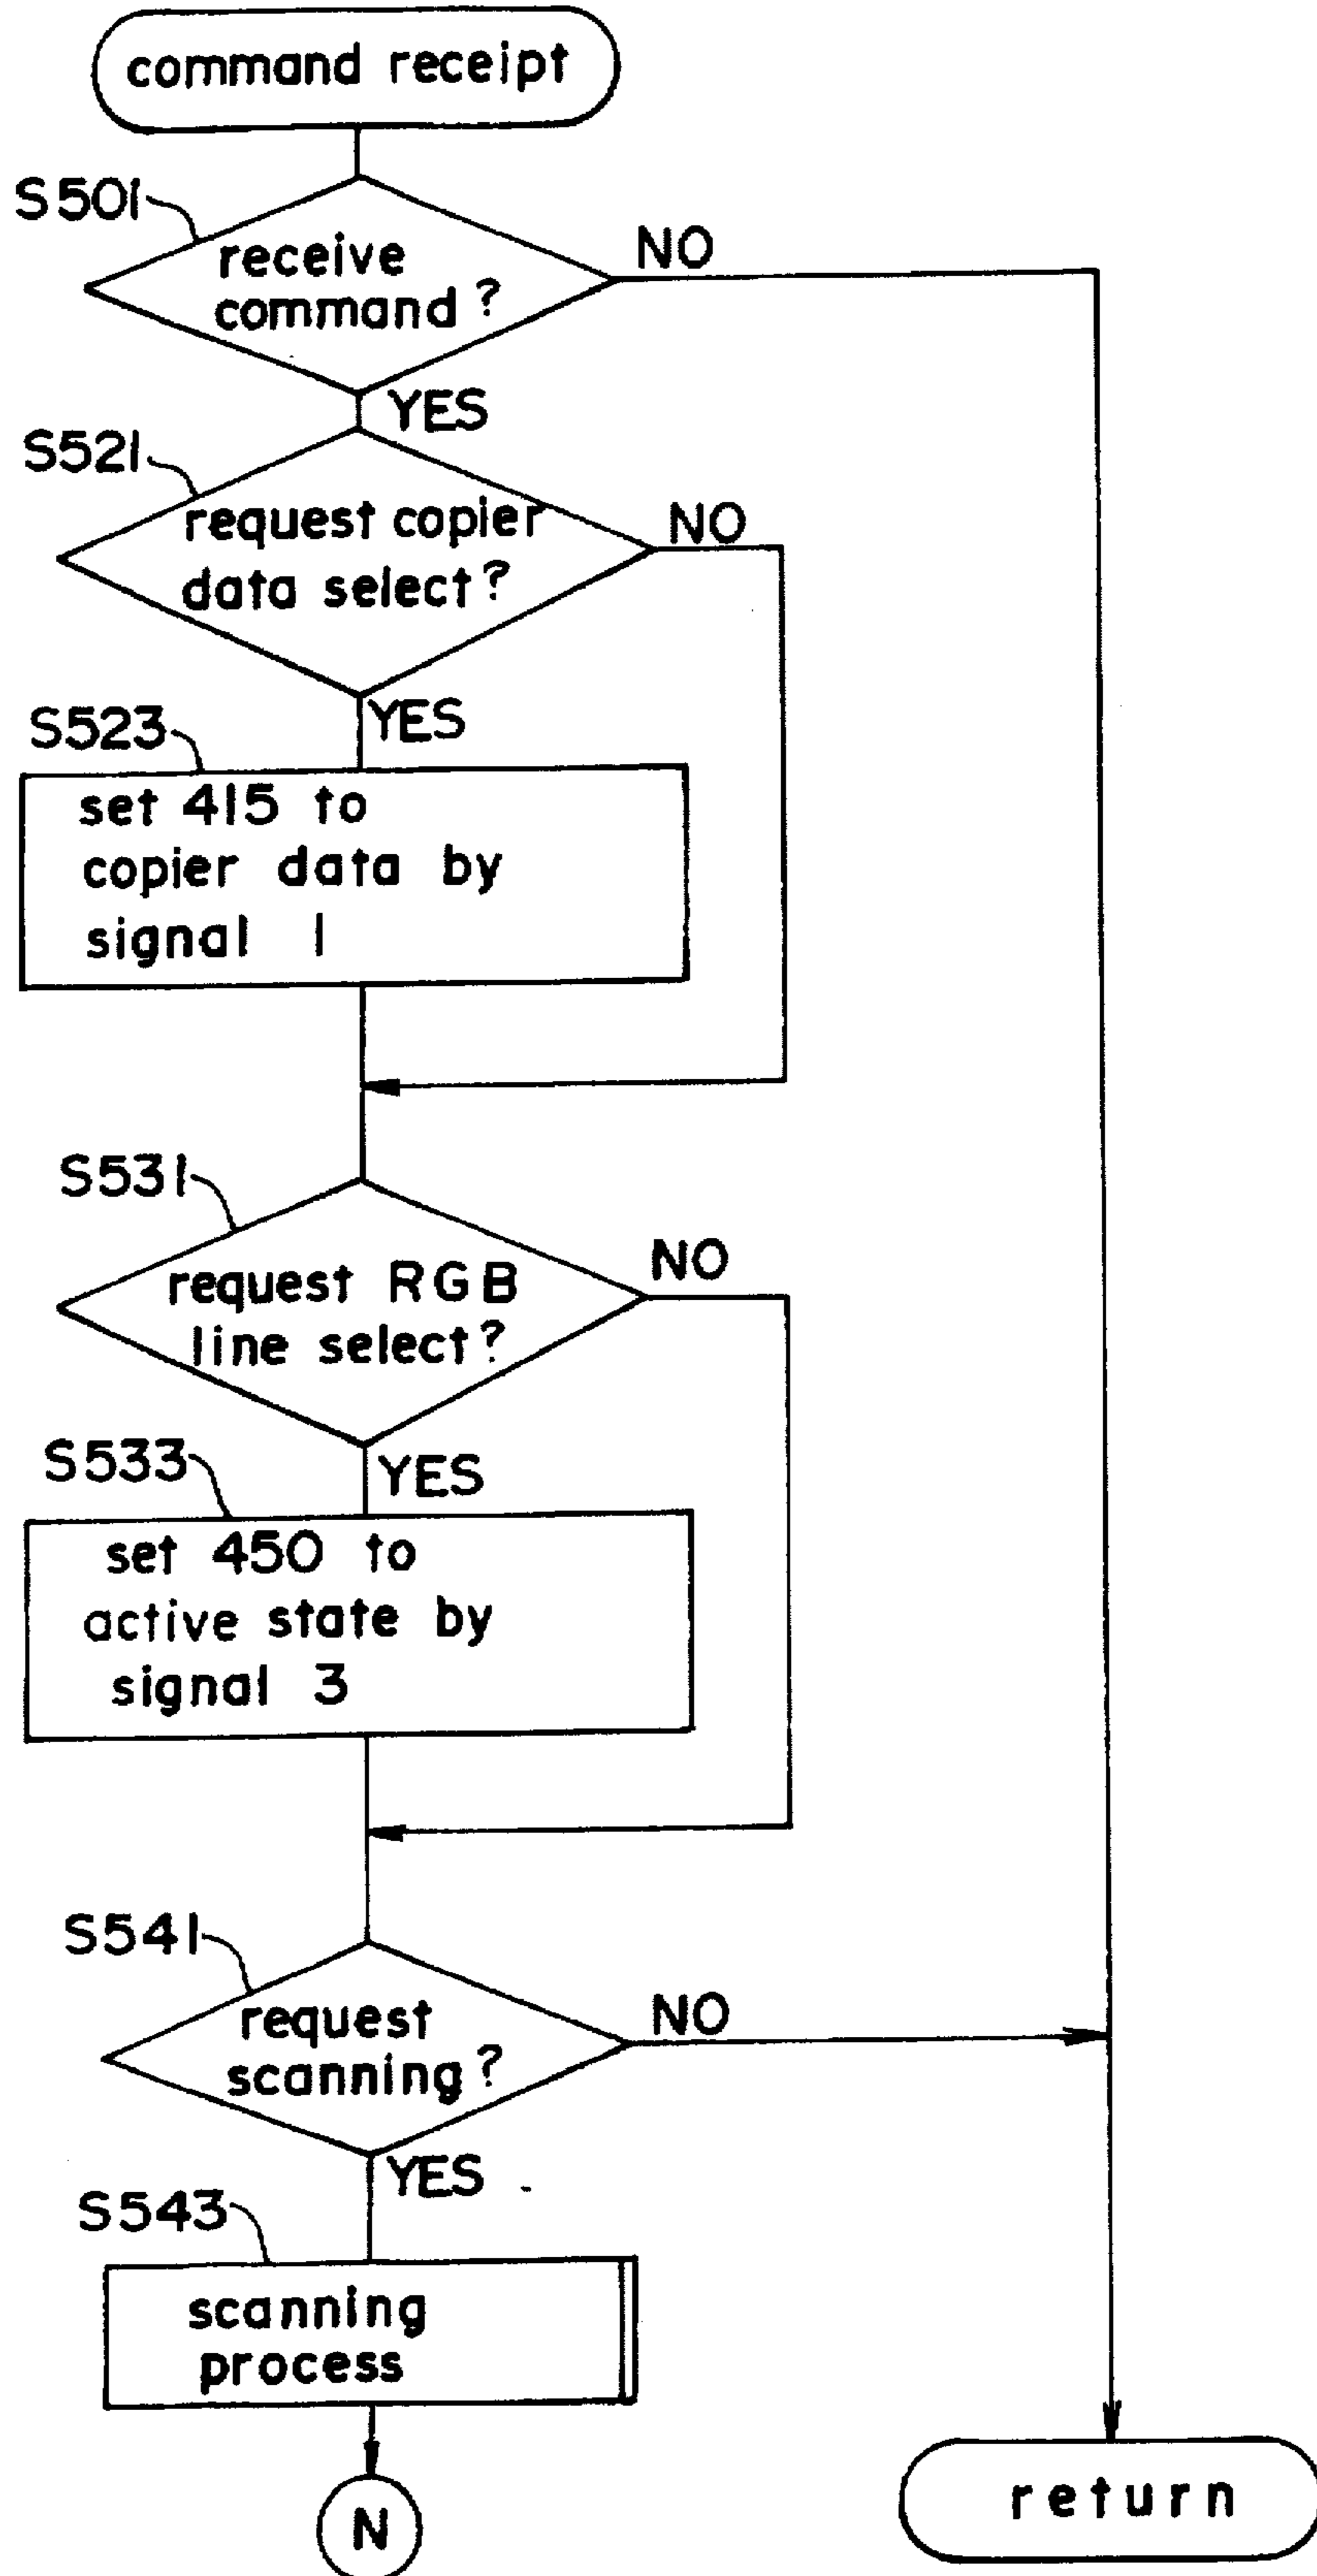 command receipt
S501
receive
command?
NO
YES
S521
request copier
data select?
NO
YES
S523
set 415 to
copier data by
signal 1
S531
request RGB
line select?
NO
YES
S533
set 450 to
active state by
signal 3
S541
request
scanning?
NO
YES
S543
scanning
process
N
return